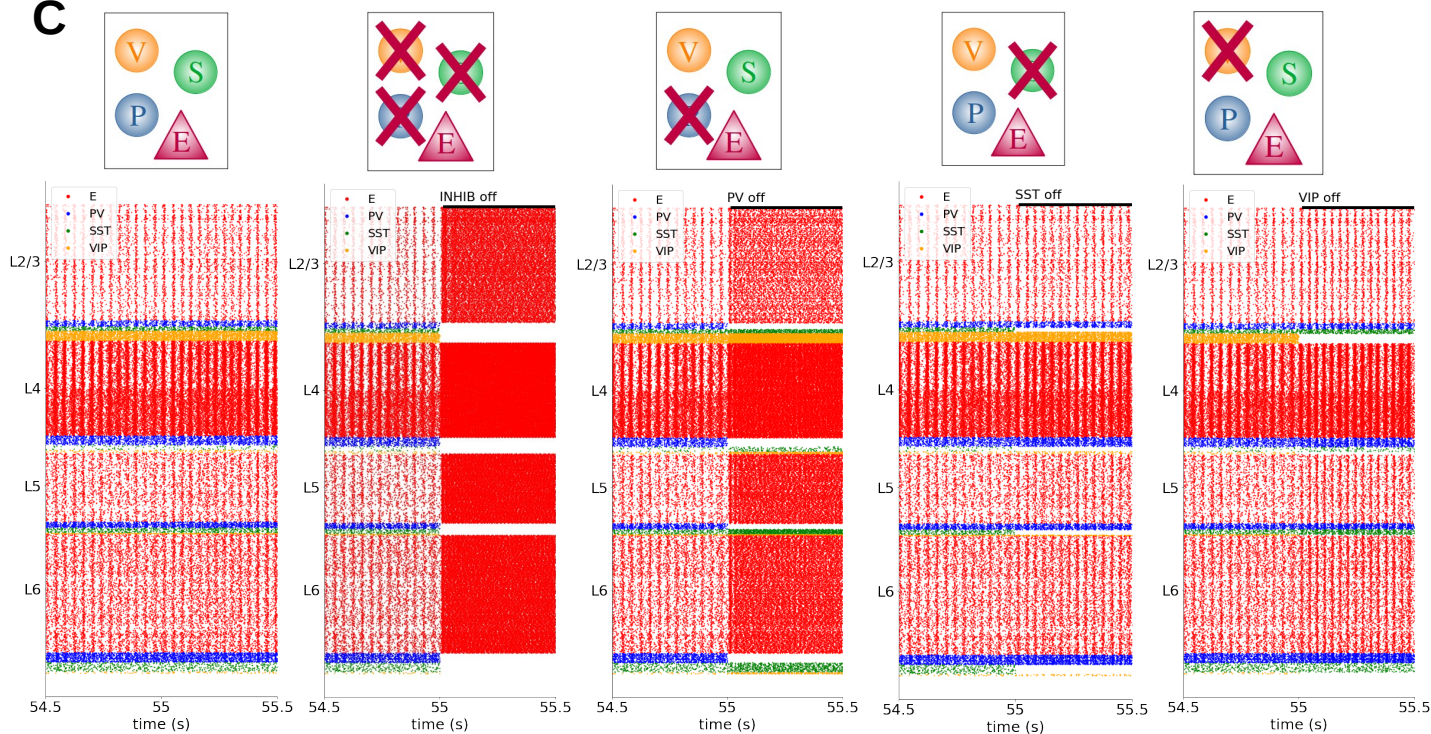 C
V
S
P
E
E
V
S
E
V
P
E
S
P
E
E
PV
SST
VIP
L2/3
L4
L5
L6
54.5
55
55.5
time (s)
INHIB off
E
PV
SST
VIP
L2/3
L4
L5
L6
54.5
55
55.5
time (s)
PV off
E
PV
SST
VIP
L2/3
L4
L5
L6
54.5
55
55.5
time (s)
SST off
E
PV
SST
VIP
L2/3
L4
L5
L6
54.5
55
55.5
time (s)
VIP off
E
PV
SST
VIP
L2/3
L4
L5
L6
54.5
55
55.5
time (s)